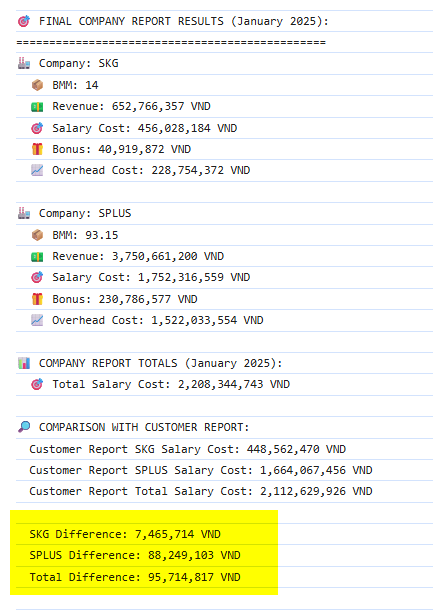 🎯 FINAL COMPANY REPORT RESULTS (January 2025):
================================================
🏭 Company: SKG
📦 BMM: 14
💵 Revenue: 652,766,357 VND
🎯 Salary Cost: 456,028,184 VND
🎁 Bonus: 40,919,872 VND
📈 Overhead Cost: 228,754,372 VND
🏭 Company: SPLUS
📦 BMM: 93.15
💵 Revenue: 3,750,661,200 VND
🎯 Salary Cost: 1,752,316,559 VND
🎁 Bonus: 230,786,577 VND
📈 Overhead Cost: 1,522,033,554 VND
📊 COMPANY REPORT TOTALS (January 2025):
🎯 Total Salary Cost: 2,208,344,743 VND
🔎 COMPARISON WITH CUSTOMER REPORT:
Customer Report SKG Salary Cost: 448,562,470 VND
Customer Report SPLUS Salary Cost: 1,664,067,456 VND
Customer Report Total Salary Cost: 2,112,629,926 VND
SKG Difference: 7,465,714 VND
SPLUS Difference: 88,249,103 VND
Total Difference: 95,714,817 VND